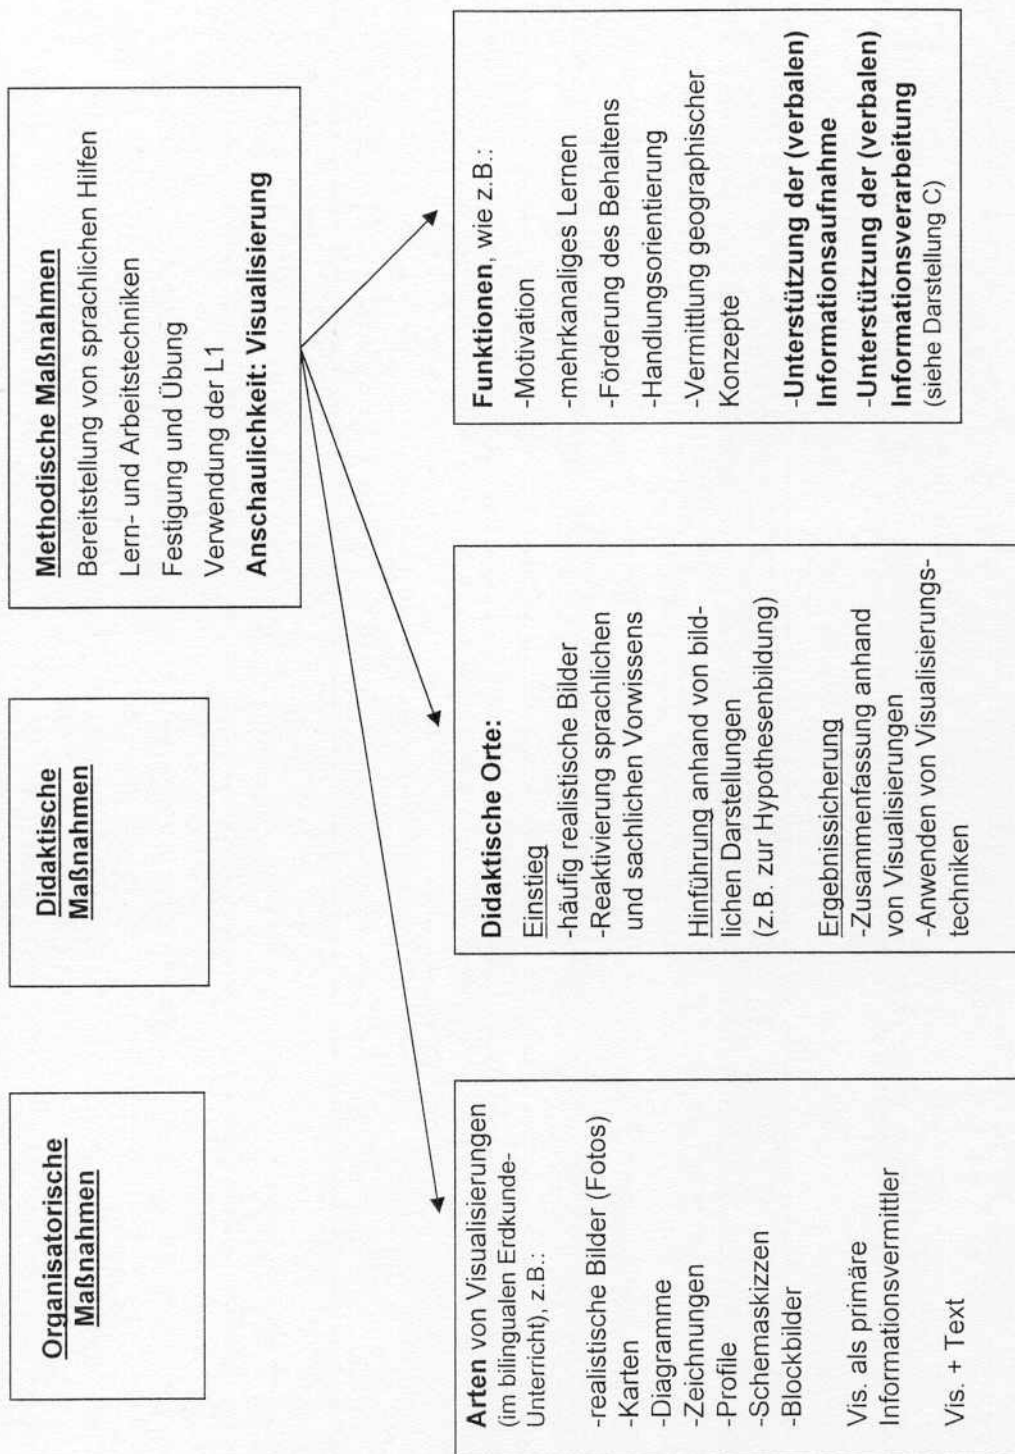 Organisatorische
Maßnahmen
Didaktische
Maßnahmen
Methodische Maßnahmen
Bereitstellung von sprachlichen Hilfen
Lern- und Arbeitstechniken
Festigung und Übung
Verwendung der L1
Anschaulichkeit: Visualisierung
Arten von Visualisierungen
(im bilingualen Erdkunde-
Unterricht), z.B.:
-realistische Bilder (Fotos)
-Karten
-Diagramme
-Zeichnungen
-Profile
-Schemaskizzen
-Blockbilder
Vis. als primäre
Informationsvermittler
Vis. + Text
Didaktische Orte:
Einstieg
-häufig realistische Bilder
-Reaktivierung sprachlichen
und sachlichen Vorwissens
Hinführung anhand von bild-
lichen Darstellungen
(z.B. zur Hypothesenbildung)
Ergebnissicherung
-Zusammenfassung anhand
von Visualisierungen
-Anwenden von Visualisierungs-
techniken
Funktionen, wie z.B.:
-Motivation
-mehrkanaliges Lernen
-Förderung des Behaltens
-Handlungsorientierung
-Vermittlung geographischer
Konzepte
-Unterstützung der (verbalen)
Informationsaufnahme
-Unterstützung der (verbalen)
Informationsverarbeitung
(siehe Darstellung C)